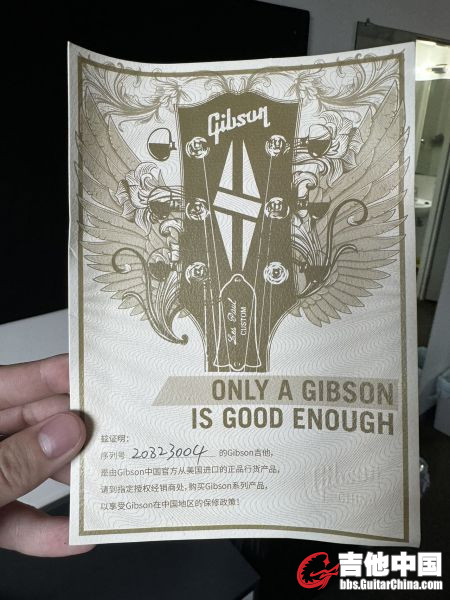 Gibson
Les Paul
CUSTOM
ONLY A GIBSON
IS GOOD ENOUGH
兹证明：
序列号 20323004 的Gibson吉他，
是由Gibson中国官方从美国进口的正品行货产品。
请到指定授权经销商处，购买Gibson系列产品，
以享受Gibson在中国地区的保修政策！
Gibson
吉他中国
bbs.GuitarChina.com